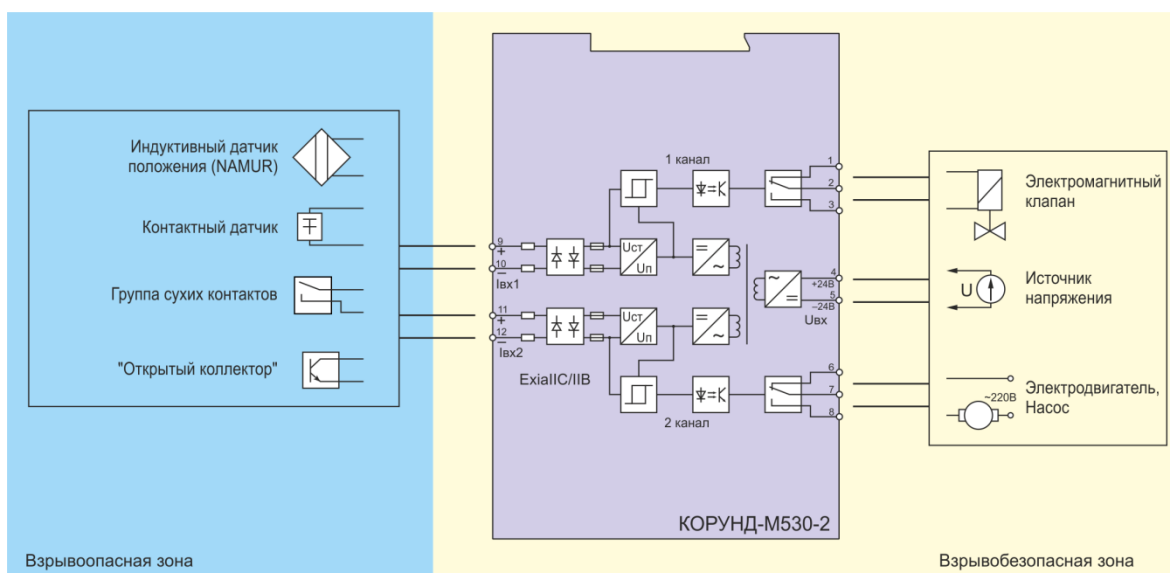 Индуктивный датчик
положения (NAMUR)
Контактный датчик
Группа сухих контактов
"Открытый коллектор"
Взрывоопасная зона
1 канал
1
2
3
9
+
10
−
Iвх1
Uст
Uп
=
~
4
+24В
5
−24В
Uвх
~
=
11
+
12
−
Iвх2
Uст
Uп
=
~
ExiaIIC/IIB
6
7
8
2 канал
КОРУНД-М530-2
Электромагнитный
клапан
U
Источник
напряжения
~220В
Электродвигатель,
Насос
Взрывобезопасная зона